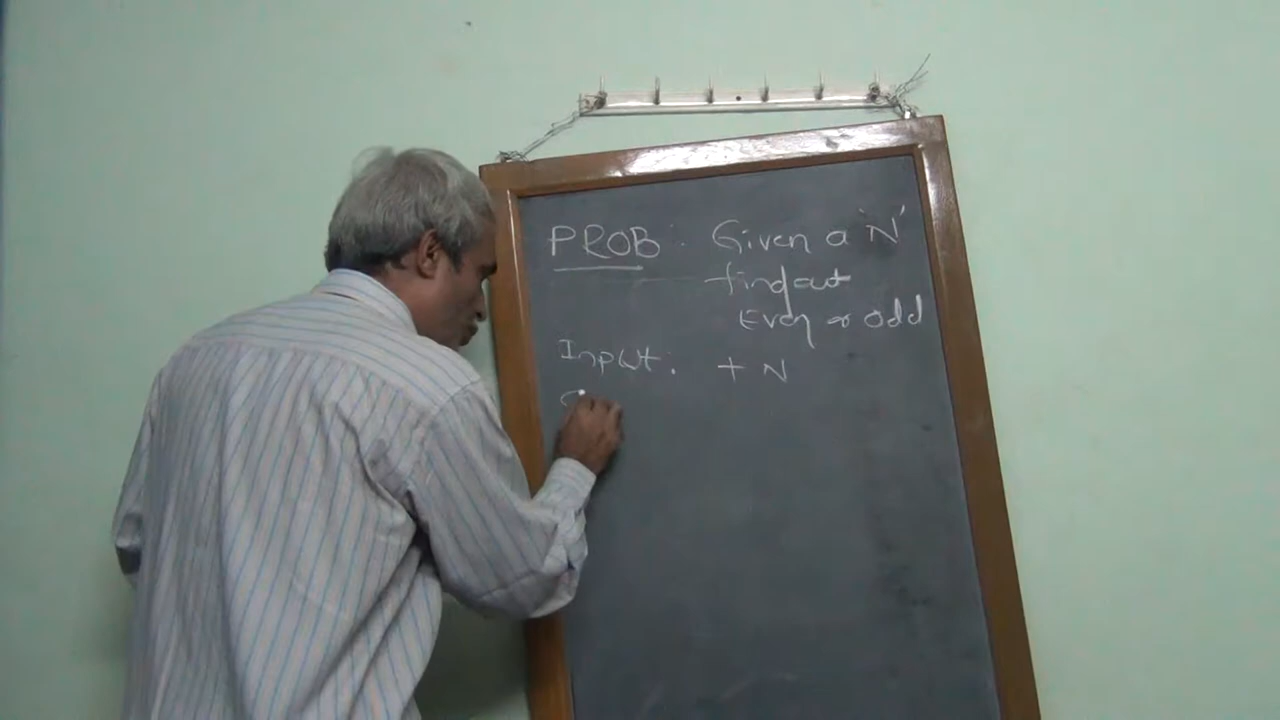 PROB : Given a 'N'
find out
Even or Odd
Input : + N